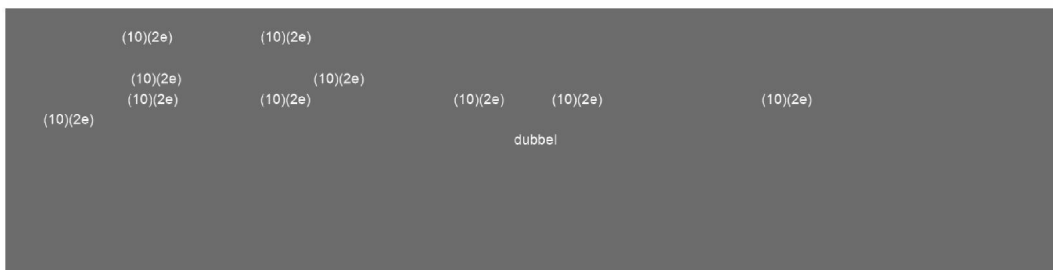 (10)(2e) (10)(2e)
(10)(2e) (10)(2e)
(10)(2e) (10)(2e) (10)(2e) (10)(2e) (10)(2e)
(10)(2e)
dubbel